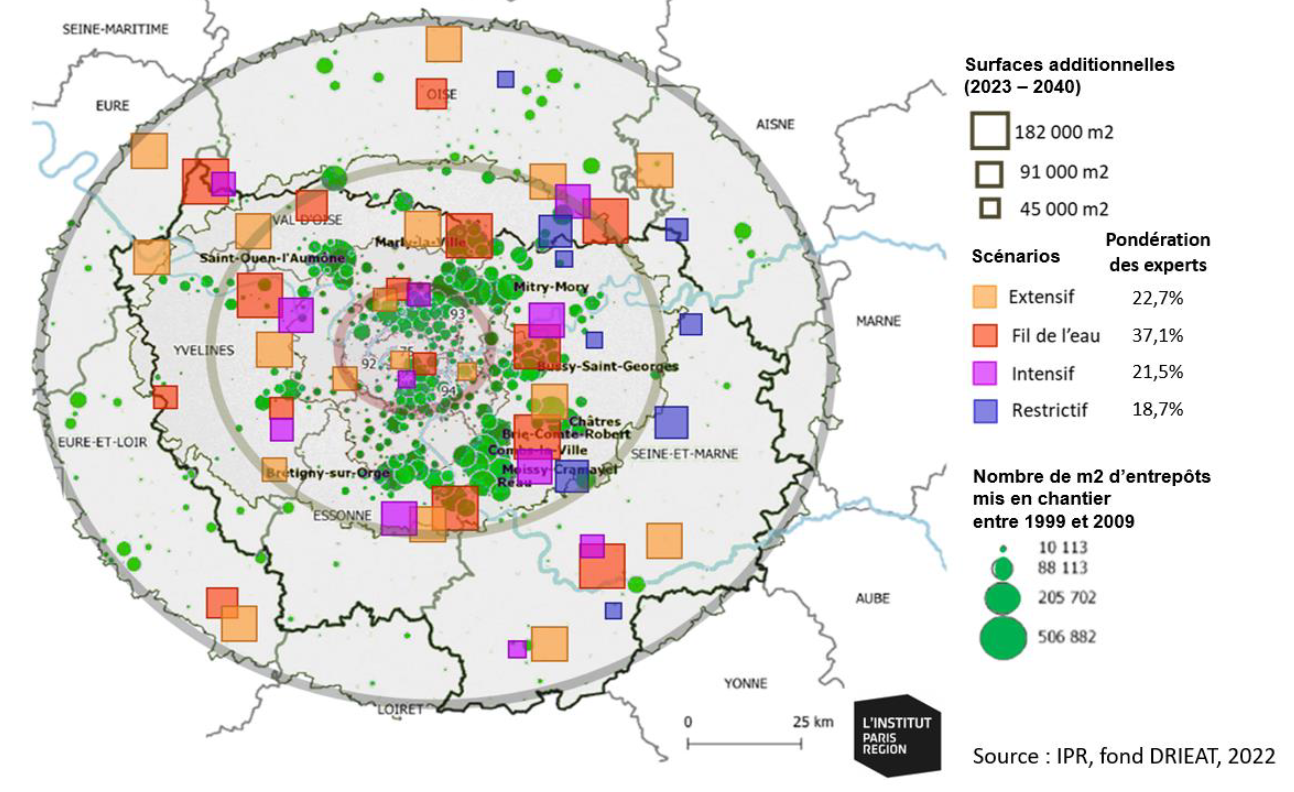 SEINE-MARITIME
EURE
OISE
AISNE
VAL D'OISE
Marly-la-Ville
Saint-Ouen-l'Aumône
Mitry-Mory
93
MARNE
YVELINES
92
75
Bussy-Saint-Georges
94
Châtres
Brie-Comte-Robert
EURE-ET-LOIR
Combs-la-Ville
SEINE-ET-MARNE
Moissy-Cramayel
Brétigny-sur-Orge
Réau
ESSONNE
AUBE
YONNE
LOIRET
0 25 km
L'INSTITUT
PARIS
REGION
Surfaces additionnelles
(2023 – 2040)
182 000 m2
91 000 m2
45 000 m2
Pondération
Scénarios des experts
Extensif 22,7%
Fil de l'eau 37,1%
Intensif 21,5%
Restrictif 18,7%
Nombre de m2 d'entrepôts
mis en chantier
entre 1999 et 2009
10 113
88 113
205 702
506 882
Source : IPR, fond DRIEAT, 2022